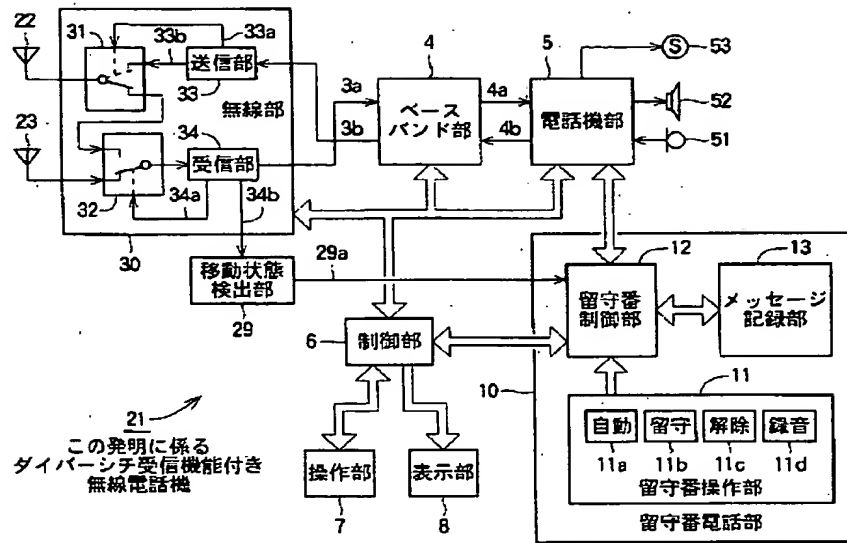 22
31
33b
33a
送信部
33
無線部
23
34
受信部
34a
34b
32
30
3a
3b
4
ベース
バンド部
4a
4b
5
電話機部
S
53
52
51
移動状態
検出部
29
29a
12
留守番
制御部
13
メッセージ
記録部
6
制御部
10
11
自動
留守
解除
録音
11a
11b
11c
11d
留守番操作部
留守番電話部
21
この発明に係る
ダイバーシチ受信機能付き
無線電話機
操作部
7
表示部
8